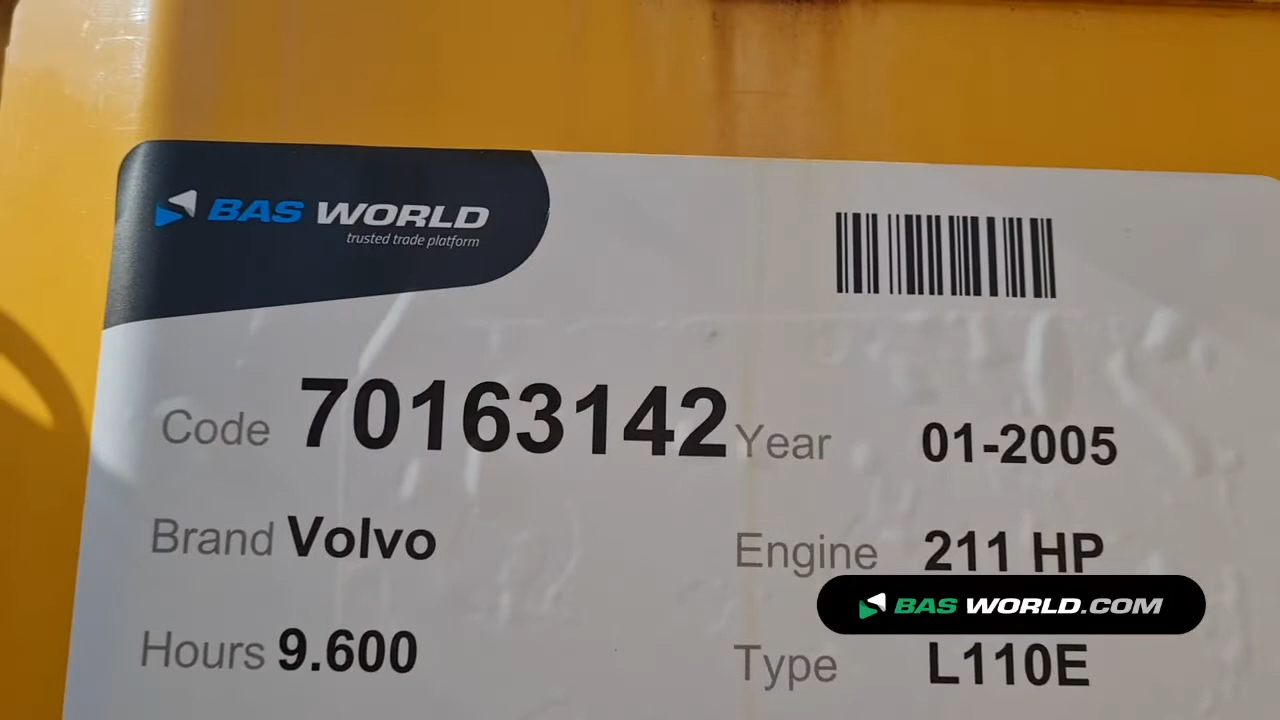 BAS WORLD
trusted trade platform
Code 70163142 Year 01-2005
Brand Volvo Engine 211 HP
BAS WORLD.COM
Hours 9.600 Type L110E